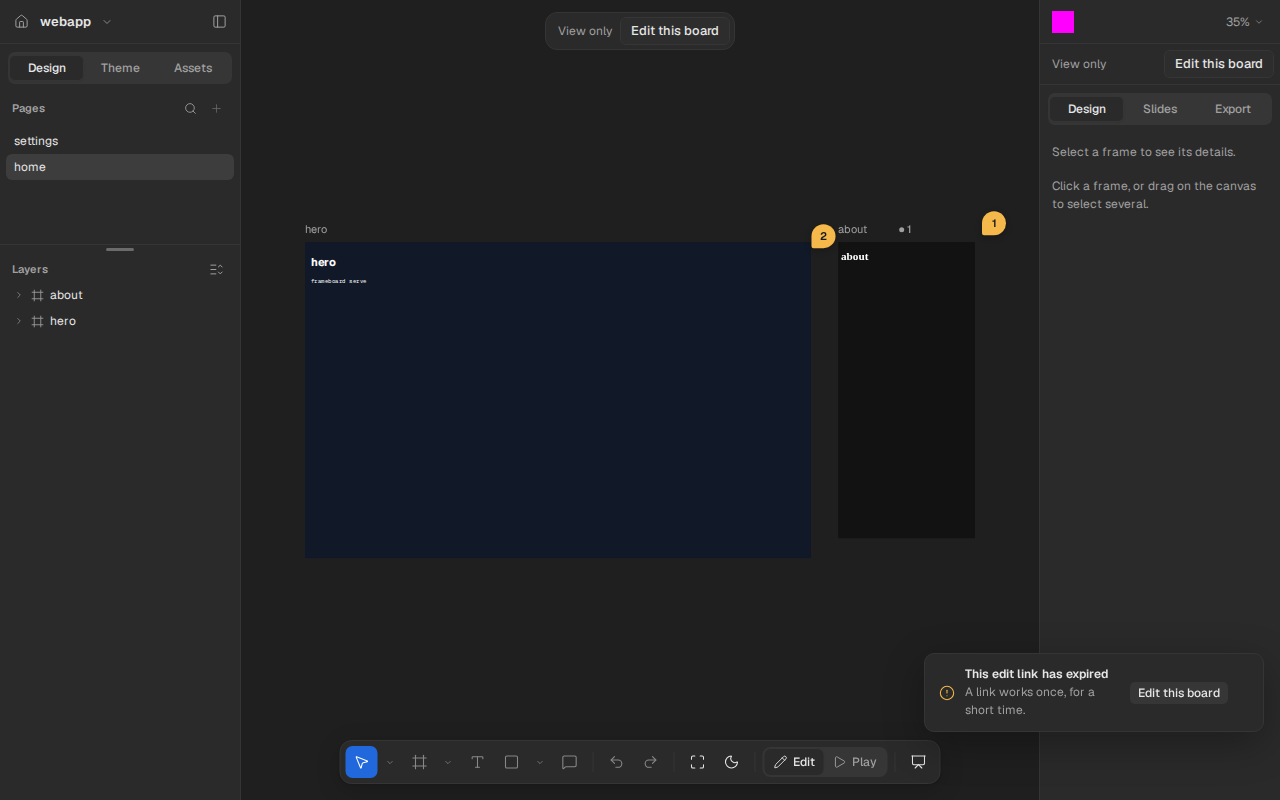 webapp
Design
Theme
Assets
Pages
settings
home
Layers
about
hero
View only
Edit this board
hero
2
about
1
1
hero
frameboard serve
about
35%
View only
Edit this board
Design
Slides
Export
Select a frame to see its details.
Click a frame, or drag on the canvas
to select several.
This edit link has expired
A link works once, for a
short time.
Edit this board
Edit
Play